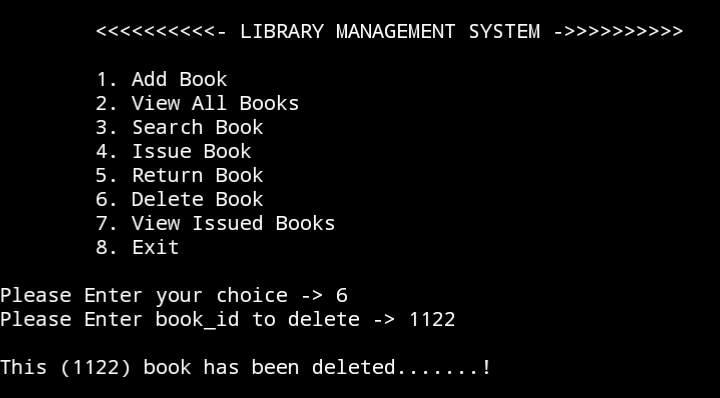 <<<<<<<<<<- LIBRARY MANAGEMENT SYSTEM ->>>>>>>>>>
1. Add Book
2. View All Books
3. Search Book
4. Issue Book
5. Return Book
6. Delete Book
7. View Issued Books
8. Exit
Please Enter your choice -> 6
Please Enter book_id to delete -> 1122
This (1122) book has been deleted.......!